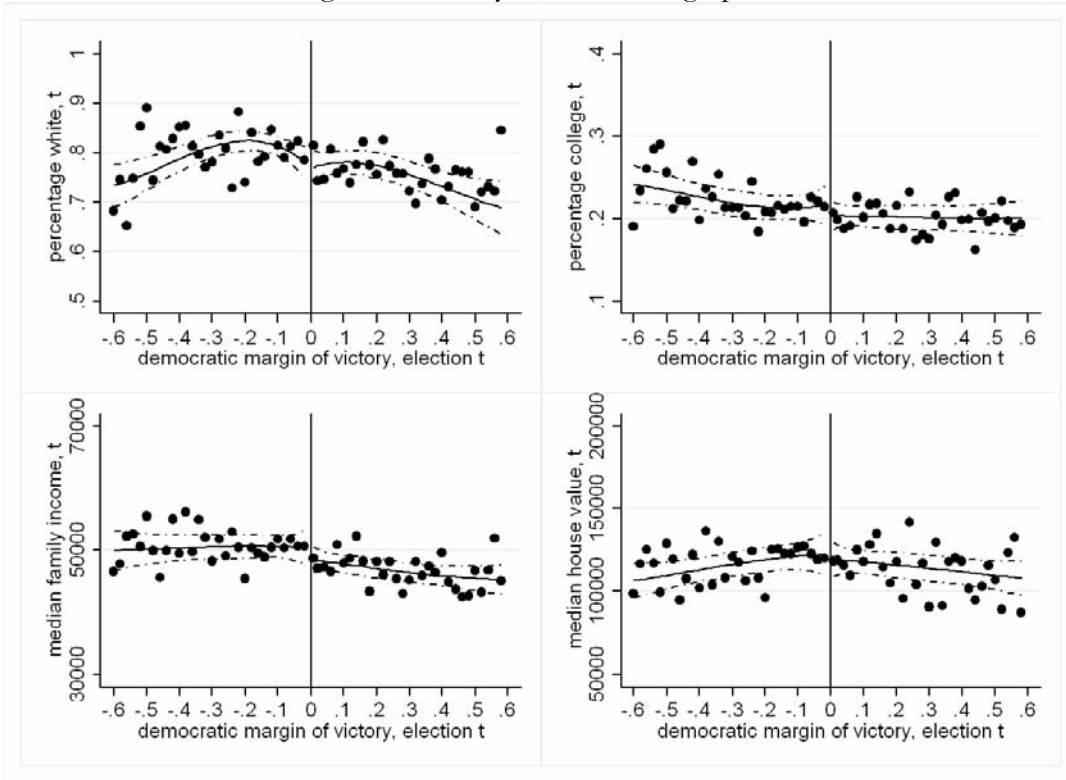 1
.9
.8
.7
.6
.5
percentage white, t
-.6 -.5 -.4 -.3 -.2 -.1 0 .1 .2 .3 .4 .5 .6
democratic margin of victory, election t
.4
.3
.2
.1
percentage college, t
-.6 -.5 -.4 -.3 -.2 -.1 0 .1 .2 .3 .4 .5 .6
democratic margin of victory, election t
70000
50000
30000
median family income, t
-.6 -.5 -.4 -.3 -.2 -.1 0 .1 .2 .3 .4 .5 .6
democratic margin of victory, election t
200000
150000
100000
50000
median house value, t
-.6 -.5 -.4 -.3 -.2 -.1 0 .1 .2 .3 .4 .5 .6
democratic margin of victory, election t